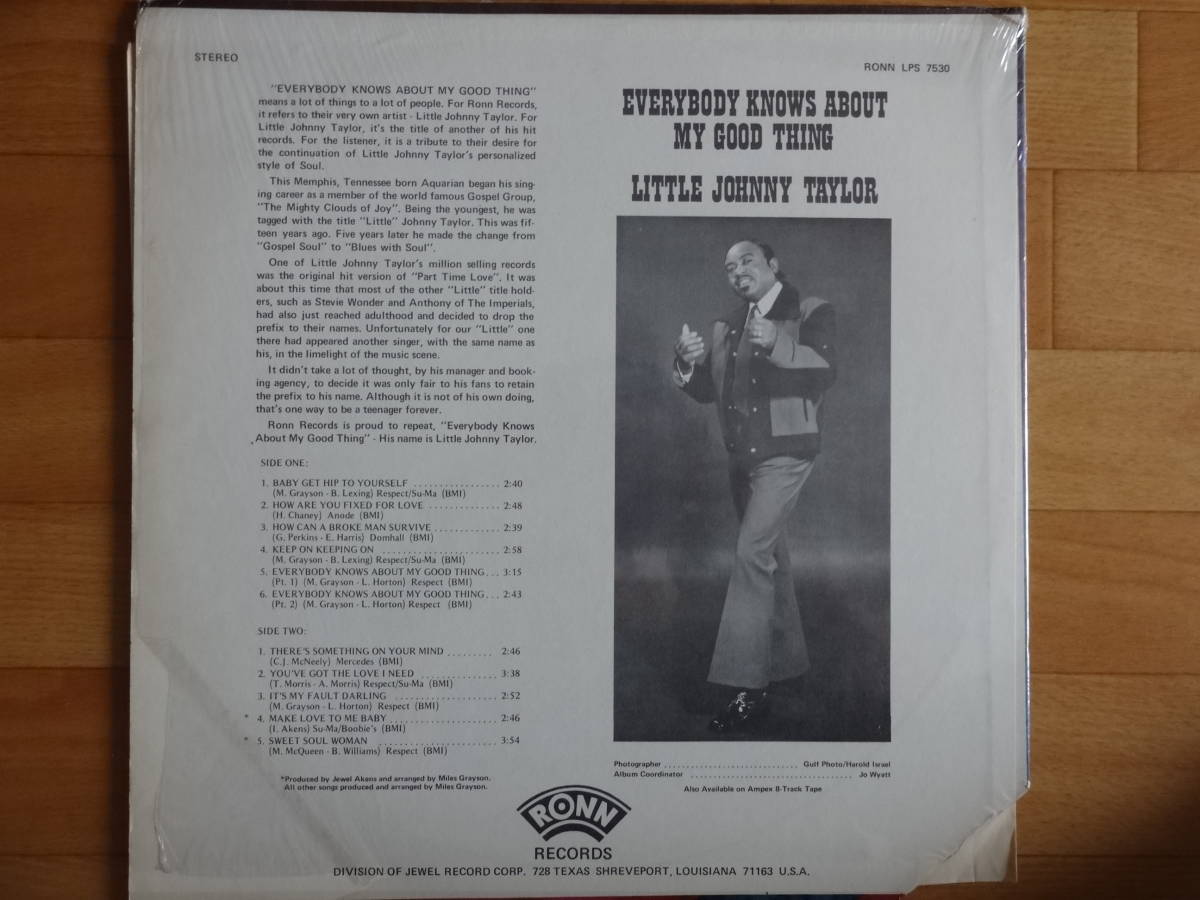 STEREO
RONN LPS 7530
"EVERYBODY KNOWS ABOUT MY GOOD THING"
means a lot of things to a lot of people. For Ronn Records,
it refers to their very own artist - Little Johnny Taylor. For
Little Johnny Taylor, it's the title of another of his hit
records. For the listener, it is a tribute to their desire for
the continuation of Little Johnny Taylor's personalized
style of Soul.
This Memphis, Tennessee born Aquarian began his sing-
ing career as a member of the world famous Gospel Group,
"The Mighty Clouds of Joy". Being the youngest, he was
tagged with the title "Little" Johnny Taylor. This was fif-
teen years ago. Five years later he made the change from
"Gospel Soul" to "Blues with Soul".
One of Little Johnny Taylor's million selling records
was the original hit version of "Part Time Love". It was
about this time that most of the other "Little" title hold-
ers, such as Stevie Wonder and Anthony of The Imperials,
had also just reached adulthood and decided to drop the
prefix to their names. Unfortunately for our "Little" one
there had appeared another singer, with the same name as
his, in the limelight of the music scene.
It didn't take a lot of thought, by his manager and book-
ing agency, to decide it was only fair to his fans to retain
the prefix to his name. Although it is not of his own doing,
that's one way to be a teenager forever.
Ronn Records is proud to repeat, "Everybody Knows
About My Good Thing" - His name is Little Johnny Taylor.
SIDE ONE:
1. BABY GET HIP TO YOURSELF ................. 2:40
(M. Grayson - B. Lexing) Respect/Su-Ma (BMI)
2. HOW ARE YOU FIXED FOR LOVE .............. 2:48
(H. Chaney) Anode (BMI)
3. HOW CAN A BROKE MAN SURVIVE ............. 2:39
(G. Perkins - E. Harris) Domhall (BMI)
4. KEEP ON KEEPING ON ....................... 2:58
(M. Grayson - B. Lexing) Respect/Su-Ma (BMI)
5. EVERYBODY KNOWS ABOUT MY GOOD THING... 3:15
(Pt. 1) (M. Grayson - L. Horton) Respect (BMI)
6. EVERYBODY KNOWS ABOUT MY GOOD THING... 2:43
(Pt. 2) (M. Grayson - L. Horton) Respect (BMI)
SIDE TWO:
1. THERE'S SOMETHING ON YOUR MIND ......... 2:46
(C.J. McNeely) Mercedes (BMI)
2. YOU'VE GOT THE LOVE I NEED ............... 3:38
(T. Morris - A. Morris) Respect/Su-Ma (BMI)
3. IT'S MY FAULT DARLING .................... 2:52
(M. Grayson - L. Horton) Respect (BMI)
* 4. MAKE LOVE TO ME BABY ..................... 2:46
(I. Akens) Su-Ma/Boobie's (BMI)
* 5. SWEET SOUL WOMAN ....................... 3:54
(M. McQueen - B. Williams) Respect (BMI)
*Produced by Jewel Akens and arranged by Miles Grayson.
All other songs produced and arranged by Miles Grayson.
EVERYBODY KNOWS ABOUT
MY GOOD THING
LITTLE JOHNNY TAYLOR
Photographer ............................ Gulf Photo/Harold Israel
Album Coordinator ................................. Jo Wyatt
Also Available on Ampex 8-Track Tape
RONN
RECORDS
DIVISION OF JEWEL RECORD CORP. 728 TEXAS SHREVEPORT, LOUISIANA 71163 U.S.A.